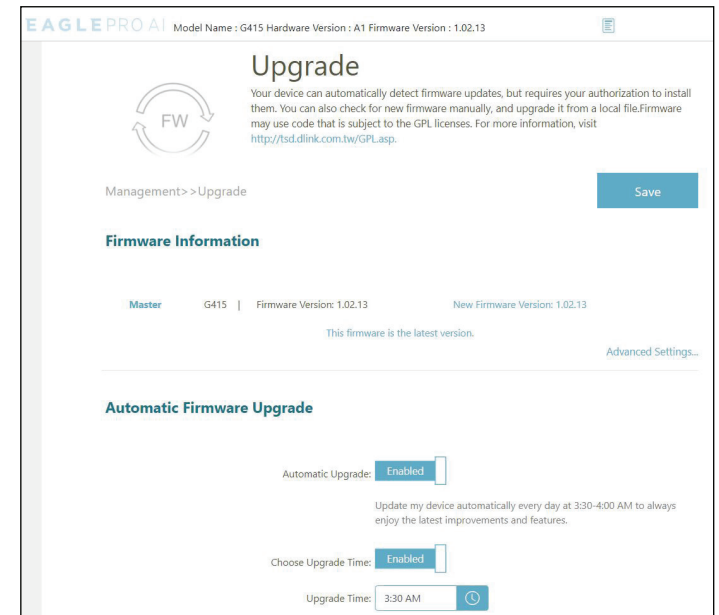 EAGLE PRO AI Model Name : G415 Hardware Version : A1 Firmware Version : 1.02.13
Upgrade
Your device can automatically detect firmware updates, but requires your authorization to install
them. You can also check for new firmware manually, and upgrade it from a local file.Firmware
may use code that is subject to the GPL licenses. For more information, visit
http://tsd.dlink.com.tw/GPL.asp.
FW
Management>>Upgrade
Save
Firmware Information
Master G415 | Firmware Version: 1.02.13 New Firmware Version: 1.02.13
This firmware is the latest version.
Advanced Settings...
Automatic Firmware Upgrade
Automatic Upgrade: Enabled
Update my device automatically every day at 3:30-4:00 AM to always
enjoy the latest improvements and features.
Choose Upgrade Time: Enabled
Upgrade Time: 3:30 AM